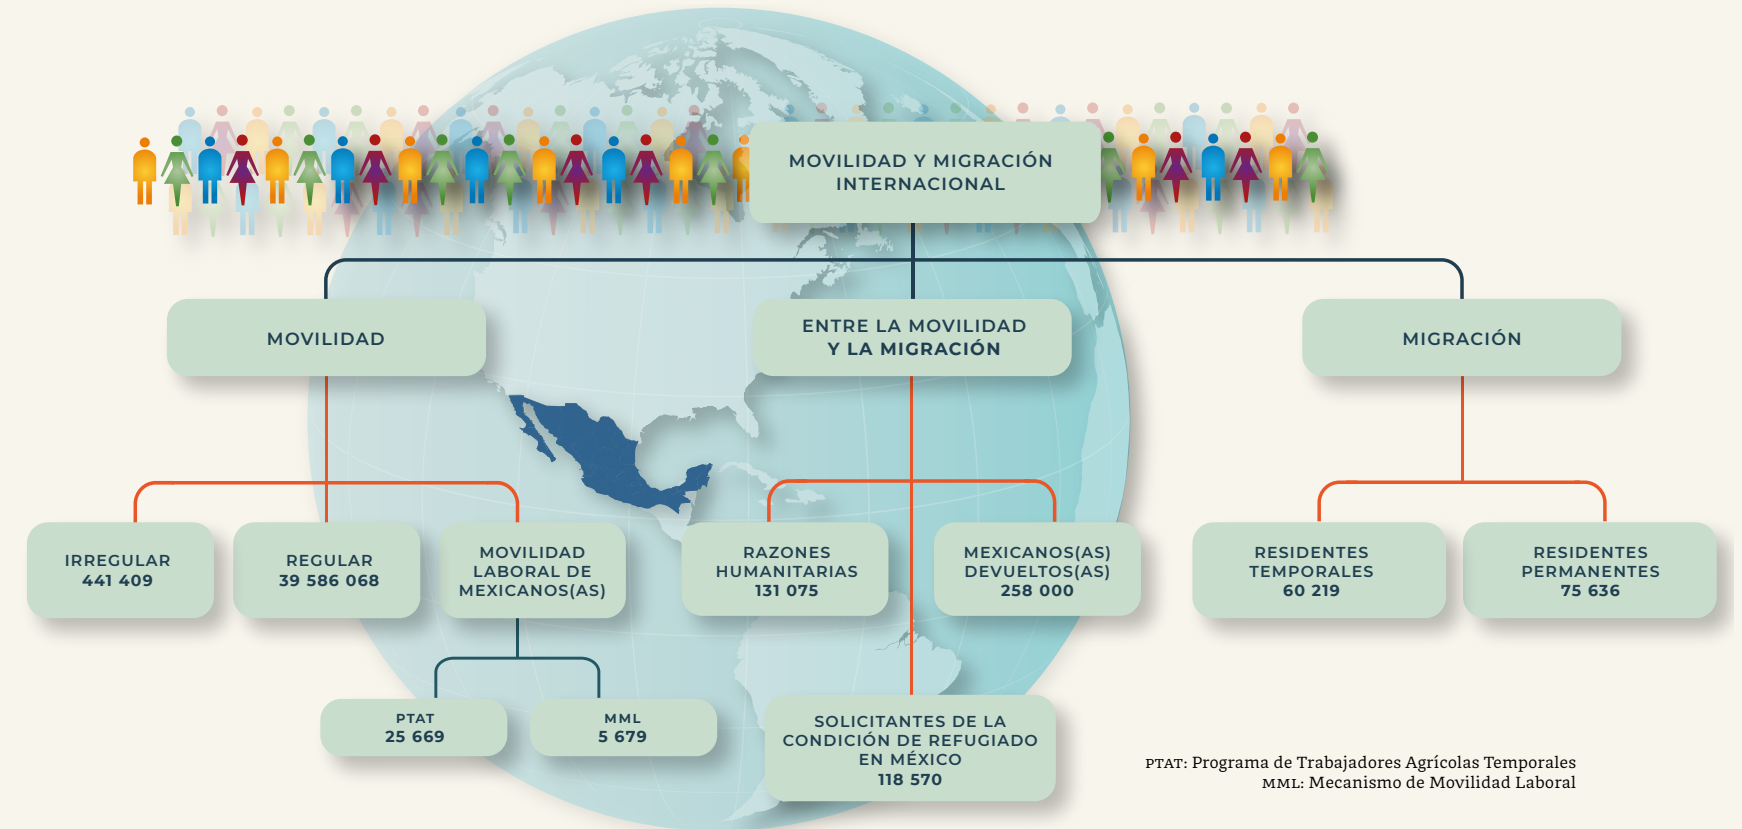 MOVILIDAD Y MIGRACIÓN
INTERNACIONAL
MOVILIDAD
ENTRE LA MOVILIDAD
Y LA MIGRACIÓN
MIGRACIÓN
IRREGULAR
441 409
REGULAR
39 586 068
MOVILIDAD
LABORAL DE
MEXICANOS(AS)
RAZONES
HUMANITARIAS
131 075
MEXICANOS(AS)
DEVUELTOS(AS)
258 000
RESIDENTES
TEMPORALES
60 219
RESIDENTES
PERMANENTES
75 636
PTAT
25 669
MML
5 679
SOLICITANTES DE LA
CONDICIÓN DE REFUGIADO
EN MÉXICO
118 570
PTAT: Programa de Trabajadores Agrícolas Temporales
MML: Mecanismo de Movilidad Laboral